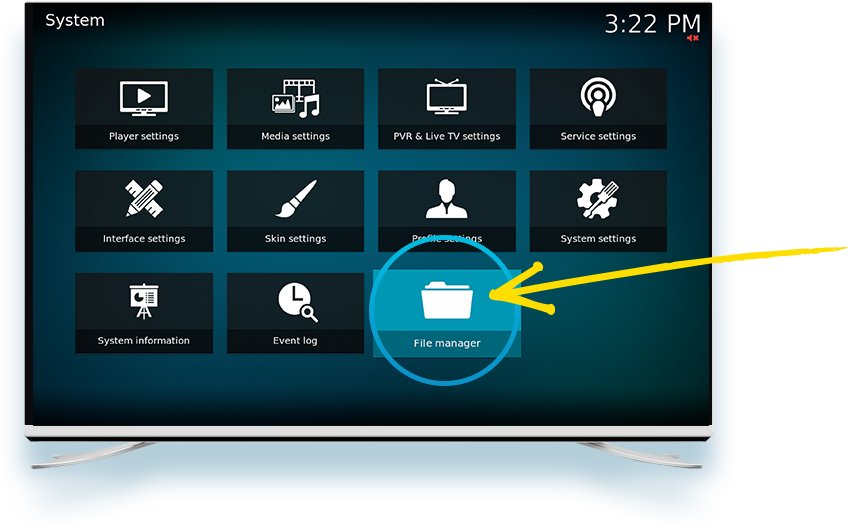 System
3:22 PM
Player settings
Media settings
PVR & Live TV settings
Service settings
Interface settings
Skin settings
Profile settings
System settings
System information
Event log
File manager